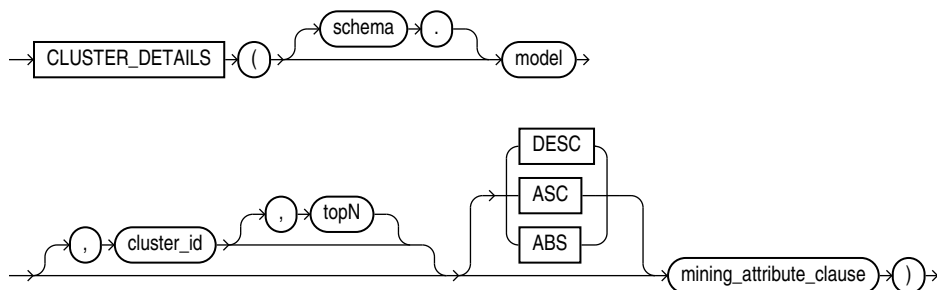 schema .
CLUSTER_DETAILS ( model
DESC
, topN ASC
, cluster_id ABS
mining_attribute_clause )